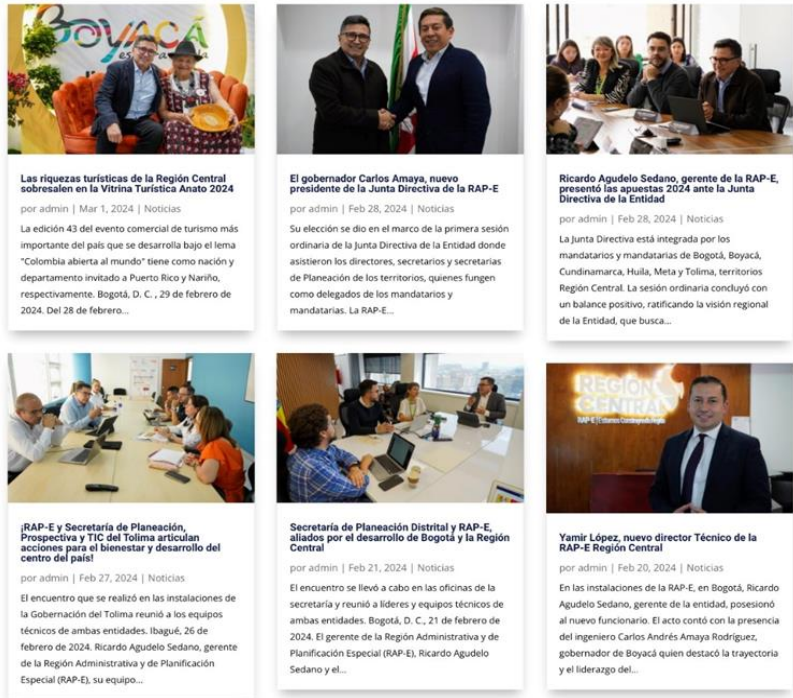 BOYACÁ
Las riquezas turísticas de la Región Central
sobresalen en la Vitrina Turística Anato 2024
por admin | Mar 1, 2024 | Noticias
La edición 43 del evento comercial de turismo más
importante del país que se desarrolla bajo el lema
"Colombia abierta al mundo" tiene como nación y
departamento invitado a Puerto Rico y Nariño,
respectivamente. Bogotá, D. C. , 29 de febrero de
2024. Del 28 de febrero...
El gobernador Carlos Amaya, nuevo
presidente de la Junta Directiva de la RAP-E
por admin | Feb 28, 2024 | Noticias
Su elección se dio en el marco de la primera sesión
ordinaria de la Junta Directiva de la Entidad donde
asistieron los directores, secretarios y secretarias
de Planeación de los territorios, quienes fungen
como delegados de los mandatarios y
mandatarias. La RAP-E...
Ricardo Agudelo Sedano, gerente de la RAP-E,
presentó las apuestas 2024 ante la Junta
Directiva de la Entidad
por admin | Feb 28, 2024 | Noticias
La Junta Directiva está integrada por los
mandatarios y mandatarias de Bogotá, Boyacá,
Cundinamarca, Huila, Meta y Tolima, territorios
Región Central. La sesión ordinaria concluyó con
un balance positivo, ratificando la visión regional
de la Entidad, que busca...
¡RAP-E y Secretaría de Planeación,
Prospectiva y TIC del Tolima articulan
acciones para el bienestar y desarrollo del
centro del país!
por admin | Feb 27, 2024 | Noticias
El encuentro que se realizó en las instalaciones de
la Gobernación del Tolima reunió a los equipos
técnicos de ambas entidades. Ibagué, 26 de
febrero de 2024. Ricardo Agudelo Sedano, gerente
de la Región Administrativa y de Planificación
Especial (RAP-E), su equipo...
Secretaría de Planeación Distrital y RAP-E,
aliados por el desarrollo de Bogotá y la Región
Central
por admin | Feb 21, 2024 | Noticias
El encuentro se llevó a cabo en las oficinas de la
secretaría y reunió a líderes y equipos técnicos de
ambas entidades. Bogotá, D. C., 21 de febrero de
2024. El gerente de la Región Administrativa y de
Planificación Especial (RAP-E), Ricardo Agudelo
Sedano y el...
REGIÓN
CENTRAL
Yamir López, nuevo director Técnico de la
RAP-E Región Central
por admin | Feb 20, 2024 | Noticias
En las instalaciones de la RAP-E, en Bogotá, Ricardo
Agudelo Sedano, gerente de la entidad, posesionó
al nuevo funcionario. El acto contó con la presencia
del ingeniero Carlos Andrés Amaya Rodríguez,
gobernador de Boyacá quien destacó la trayectoria
y el liderazgo del...